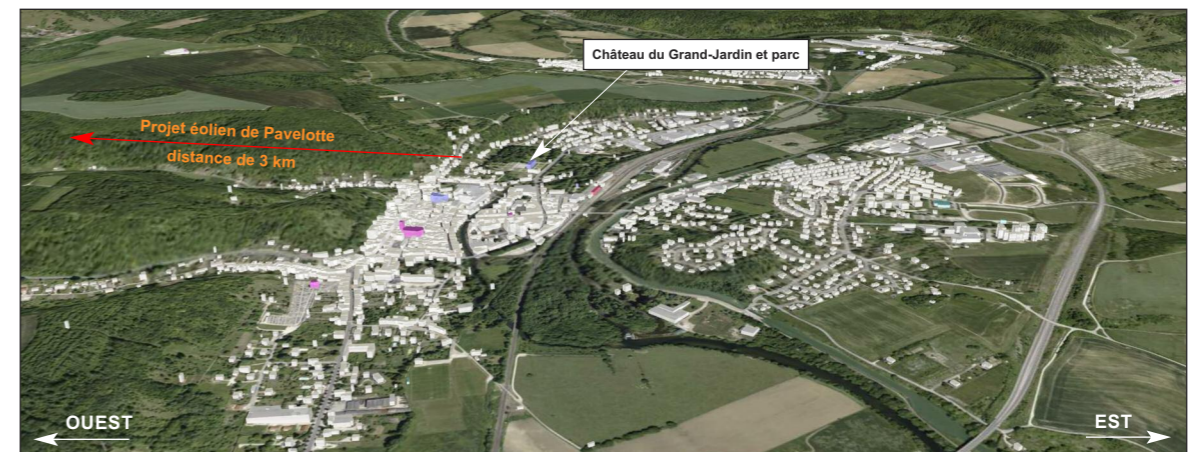 Château du Grand-Jardin et parc
Projet éolien de Pavelotte
distance de 3 km
OUEST
EST